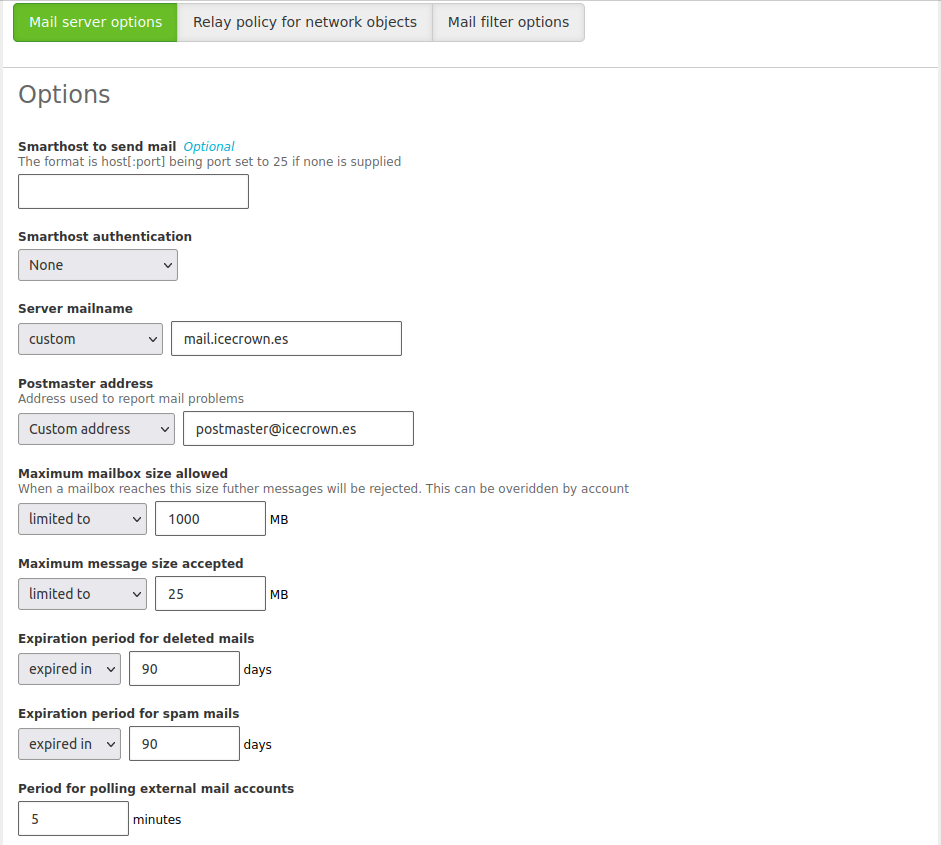 Mail server options Relay policy for network objects Mail filter options
Options
Smarthost to send mail Optional
The format is host[:port] being port set to 25 if none is supplied
Smarthost authentication
None
Server mailname
custom mail.icecrown.es
Postmaster address
Address used to report mail problems
Custom address postmaster@icecrown.es
Maximum mailbox size allowed
When a mailbox reaches this size futher messages will be rejected. This can be overidden by account
limited to 1000 MB
Maximum message size accepted
limited to 25 MB
Expiration period for deleted mails
expired in 90 days
Expiration period for spam mails
expired in 90 days
Period for polling external mail accounts
5 minutes